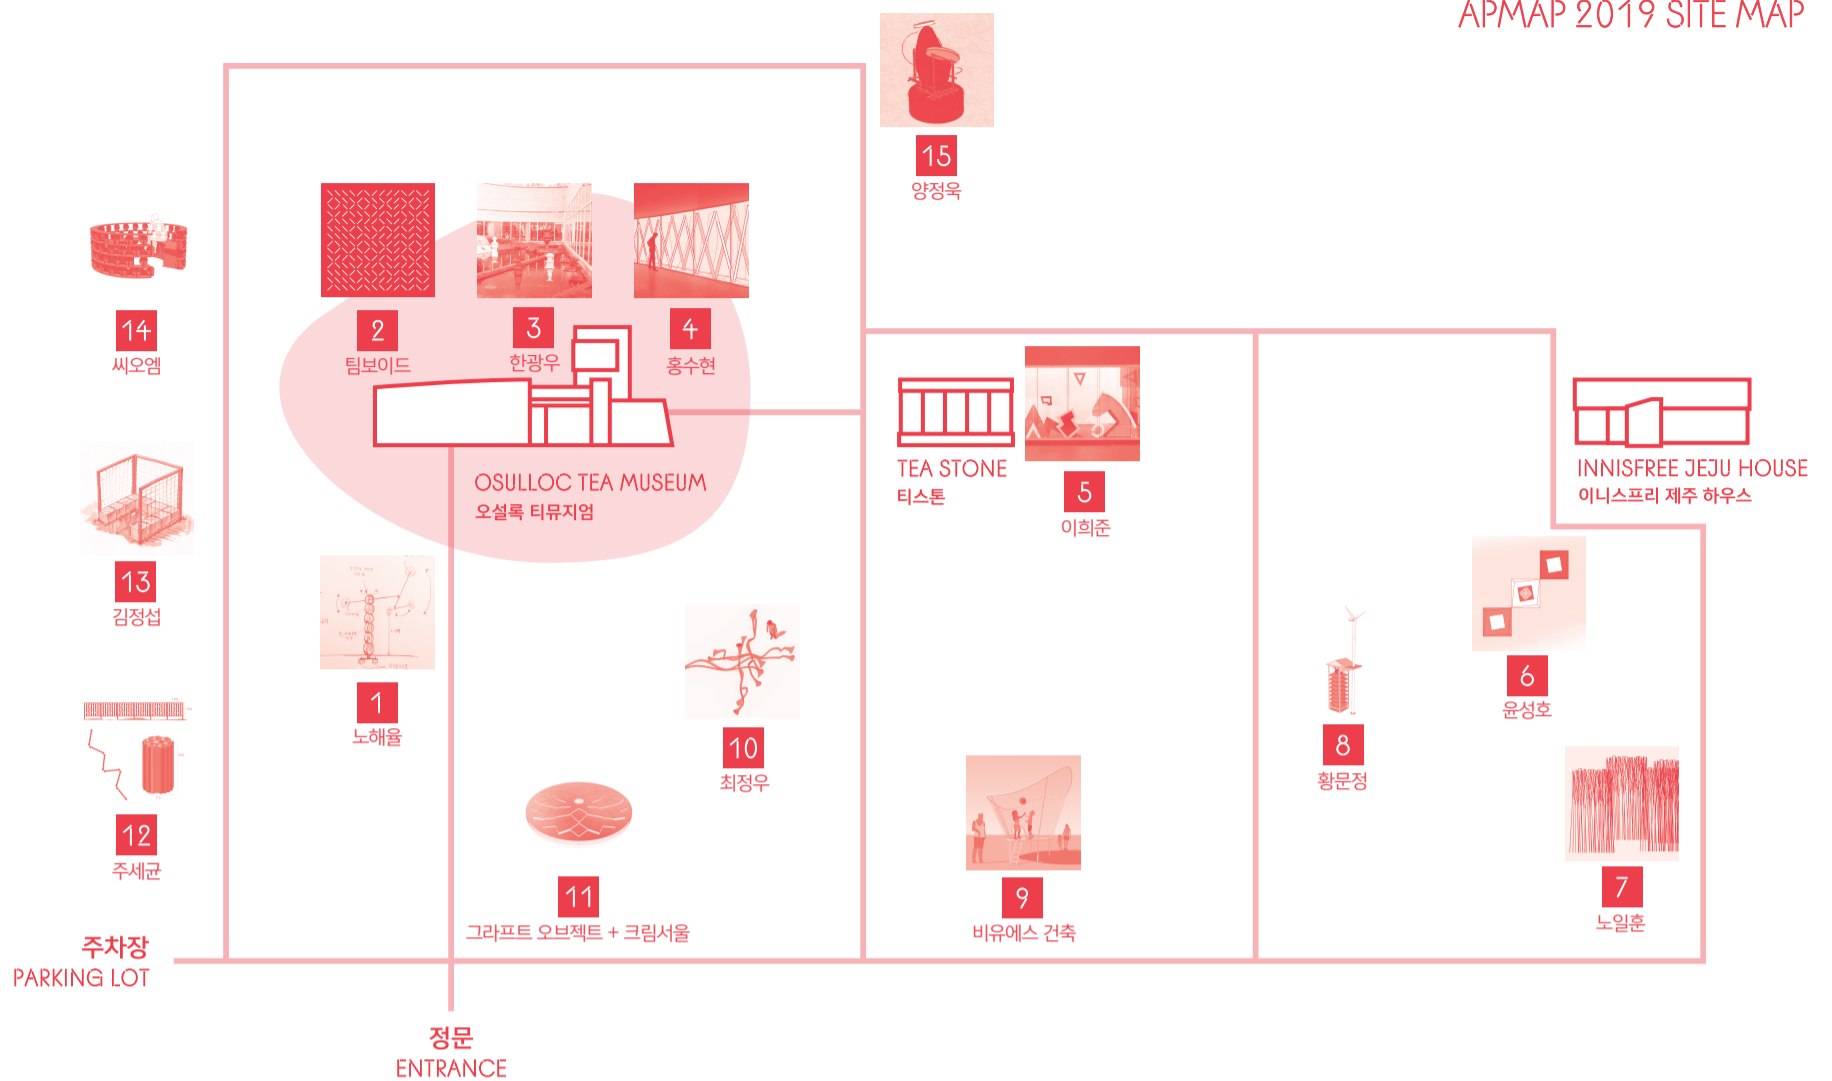 APMAP 2019 SITE MAP
15
양정욱
14
씨오엠
2
팀보이드
3
한광우
4
홍수현
OSULLOC TEA MUSEUM
오설록 티뮤지엄
TEA STONE
티스톤
5
이희준
INNISFREE JEJU HOUSE
이니스프리 제주 하우스
13
김정섭
1
노해율
10
최정우
6
윤성호
8
황문정
12
주세균
11
그라프트 오브젝트 + 크림서울
9
비유에스 건축
7
노일훈
주차장
PARKING LOT
정문
ENTRANCE